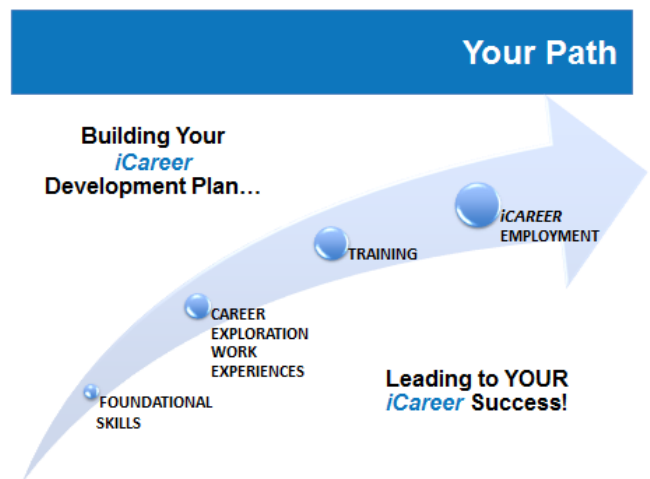 Your Path
Building Your
iCareer
Development Plan...
iCAREER
EMPLOYMENT
TRAINING
CAREER
EXPLORATION
WORK
EXPERIENCES
FOUNDATIONAL
SKILLS
Leading to YOUR
iCareer Success!